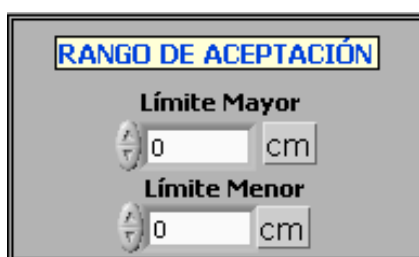 RANGO DE ACEPTACIÓN
Límite Mayor
0 cm
Límite Menor
0 cm